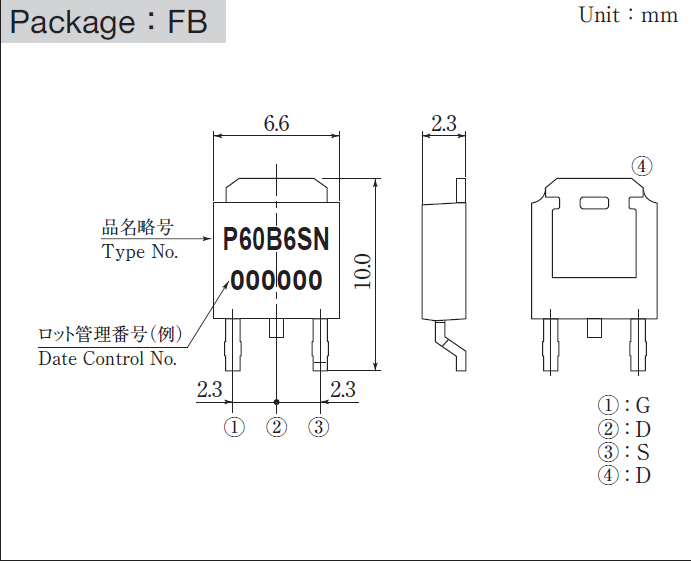 Package：FB
Unit：mm
6.6
2.3
④
品名略号
Type No.
P60B6SN
000000
10.0
ロット管理番号（例）
Date Control No.
2.3
2.3
① ② ③
①：G
②：D
③：S
④：D